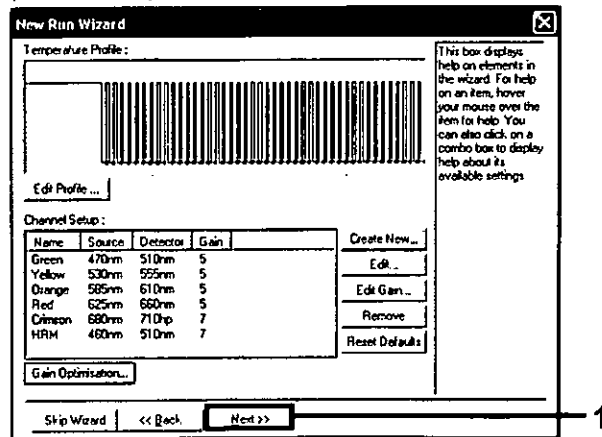 New Run Wizard
Temperature Profile :
This box displays
help on elements in
the wizard. For help
on an item, hover
your mouse over the
item for help. You
can also click on a
combo box to display
help about its
available settings
Edit Profile ...
Channel Setup :
Name Source Detector Gain
Green 470nm 510nm 5
Yellow 530nm 555nm 5
Orange 585nm 610nm 5
Red 625nm 660nm 5
Crimson 680nm 710hp 7
HRM 460nm 510nm 7
Create New...
Edit...
Edit Gain...
Remove
Reset Defaults
Gain Optimisation...
Skip Wizard
<< Back
Next >>
1